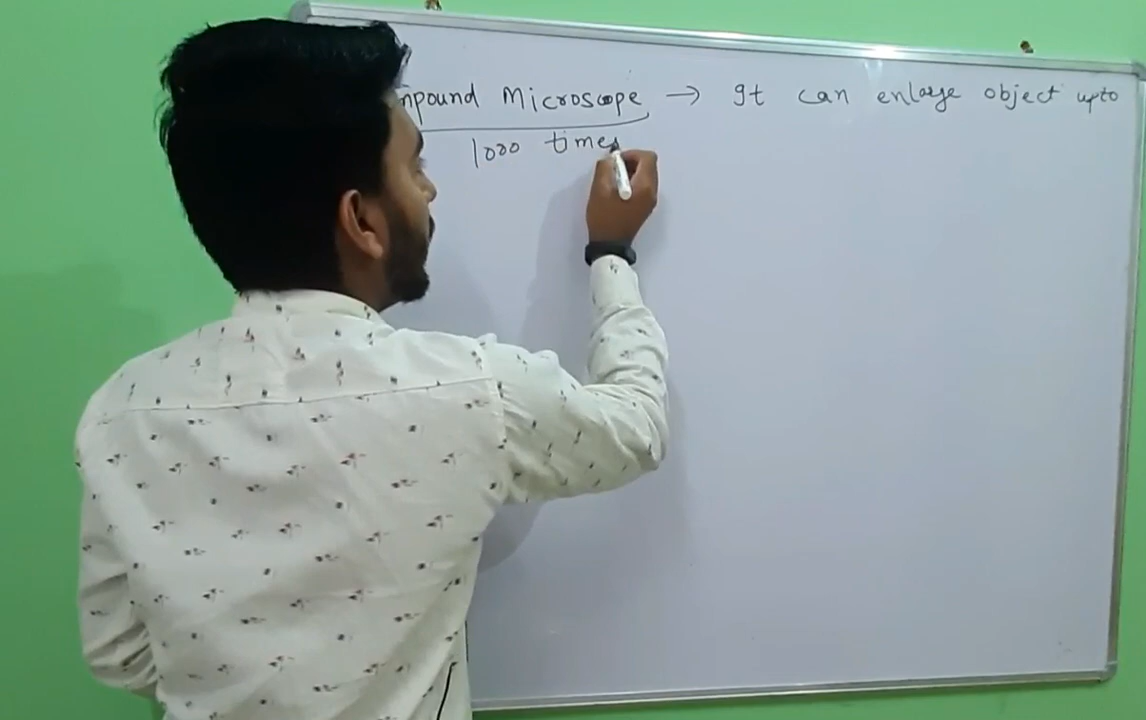 mpound Microscope → It can enlarge object upto
1000 times